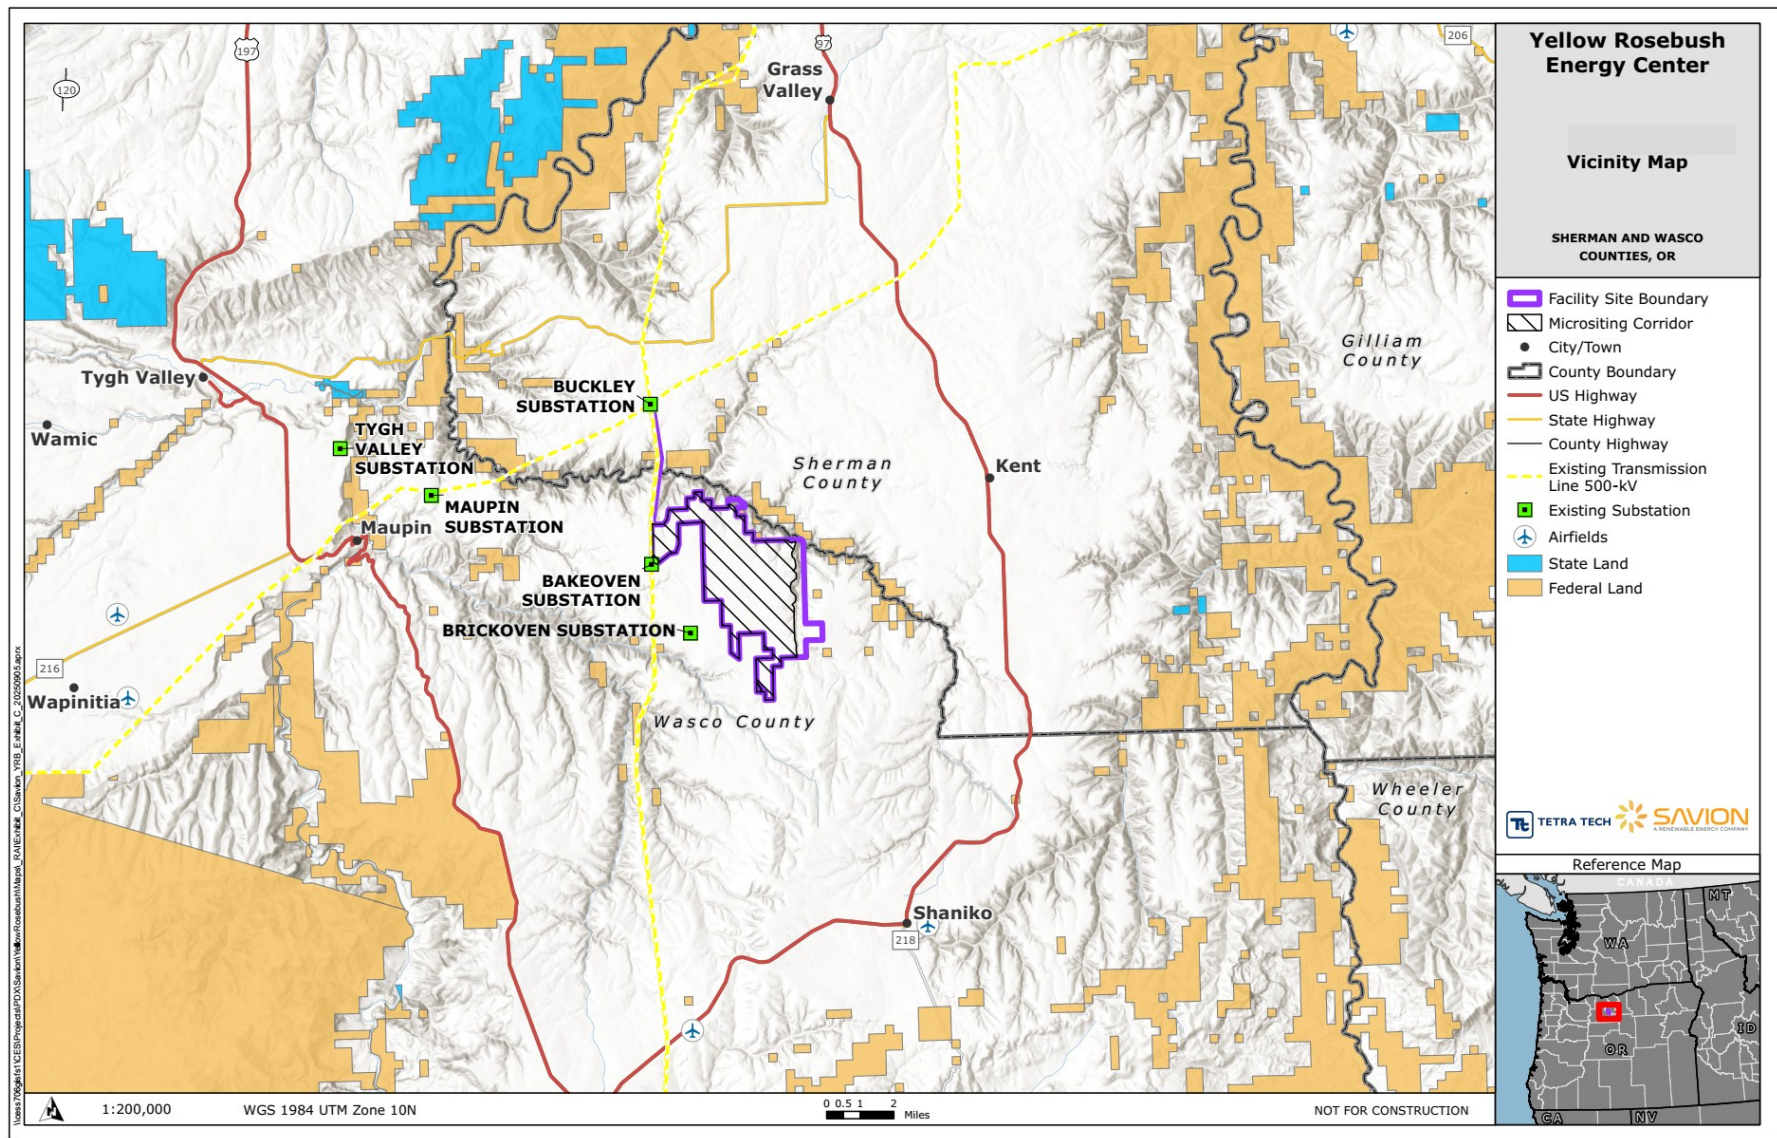 197
97
206
120
Grass
Valley
Tygh Valley
Wamic
BUCKLEY
SUBSTATION
TYGH
VALLEY
SUBSTATION
MAUPIN
SUBSTATION
Maupin
Sherman
County
Kent
Gilliam
County
BAKEOVEN
SUBSTATION
BRICKOVEN SUBSTATION
216
Wapinitia
Wasco County
Wheeler
County
Shaniko
218
Yellow Rosebush
Energy Center
Vicinity Map
SHERMAN AND WASCO
COUNTIES, OR
Facility Site Boundary
Micrositing Corridor
City/Town
County Boundary
US Highway
State Highway
County Highway
Existing Transmission
Line 500-kV
Existing Substation
Airfields
State Land
Federal Land
Tt TETRA TECH
SAVION
A RENEWABLE ENERGY COMPANY
Reference Map
CANADA
MT
WA
OR
ID
CA
NV
1:200,000
WGS 1984 UTM Zone 10N
0 0.5 1 2
Miles
NOT FOR CONSTRUCTION